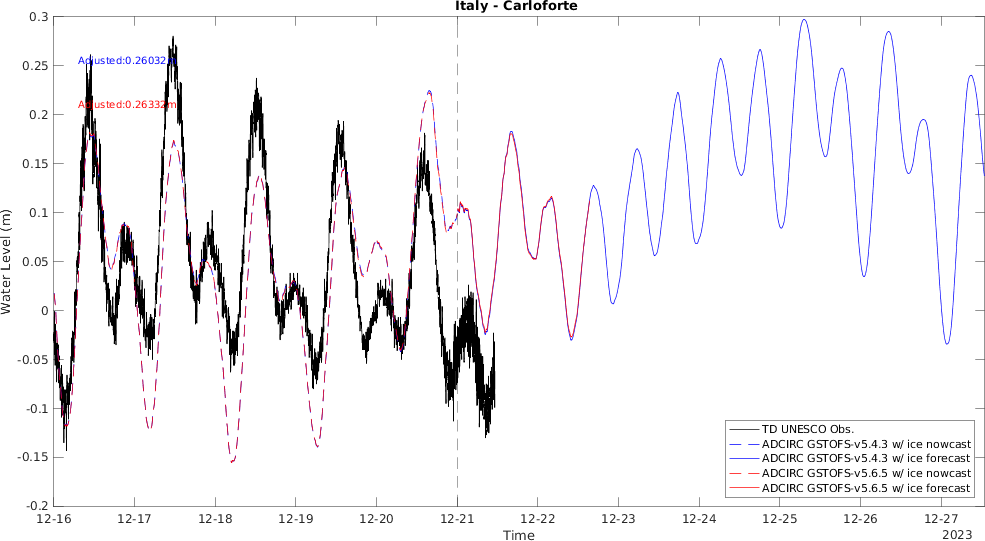 Italy - Carloforte
0.3
0.25
0.2
0.15
0.1
0.05
0
-0.05
-0.1
-0.15
-0.2
Water Level (m)
Adjusted:0.26032m
Adjusted:0.26332m
TD UNESCO Obs.
ADCIRC GSTOFS-v5.4.3 w/ ice nowcast
ADCIRC GSTOFS-v5.4.3 w/ ice forecast
ADCIRC GSTOFS-v5.6.5 w/ ice nowcast
ADCIRC GSTOFS-v5.6.5 w/ ice forecast
12-16 12-17 12-18 12-19 12-20 12-21 12-22 12-23 12-24 12-25 12-26 12-27
Time
2023